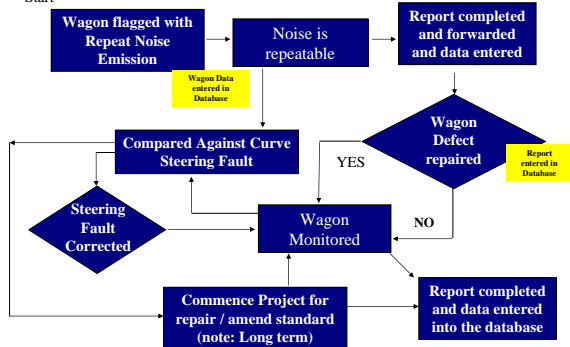 Start
Wagon flagged with
Repeat Noise
Emission
Noise is
repeatable
Report completed
and forwarded
and data entered
Wagon Data
entered in
Database
Compared Against Curve
Steering Fault
Wagon
Defect
repaired
Report
entered in
Database
YES
Steering
Fault
Corrected
Wagon
Monitored
NO
Commence Project for
repair / amend standard
(note: Long term)
Report completed
and data entered
into the database